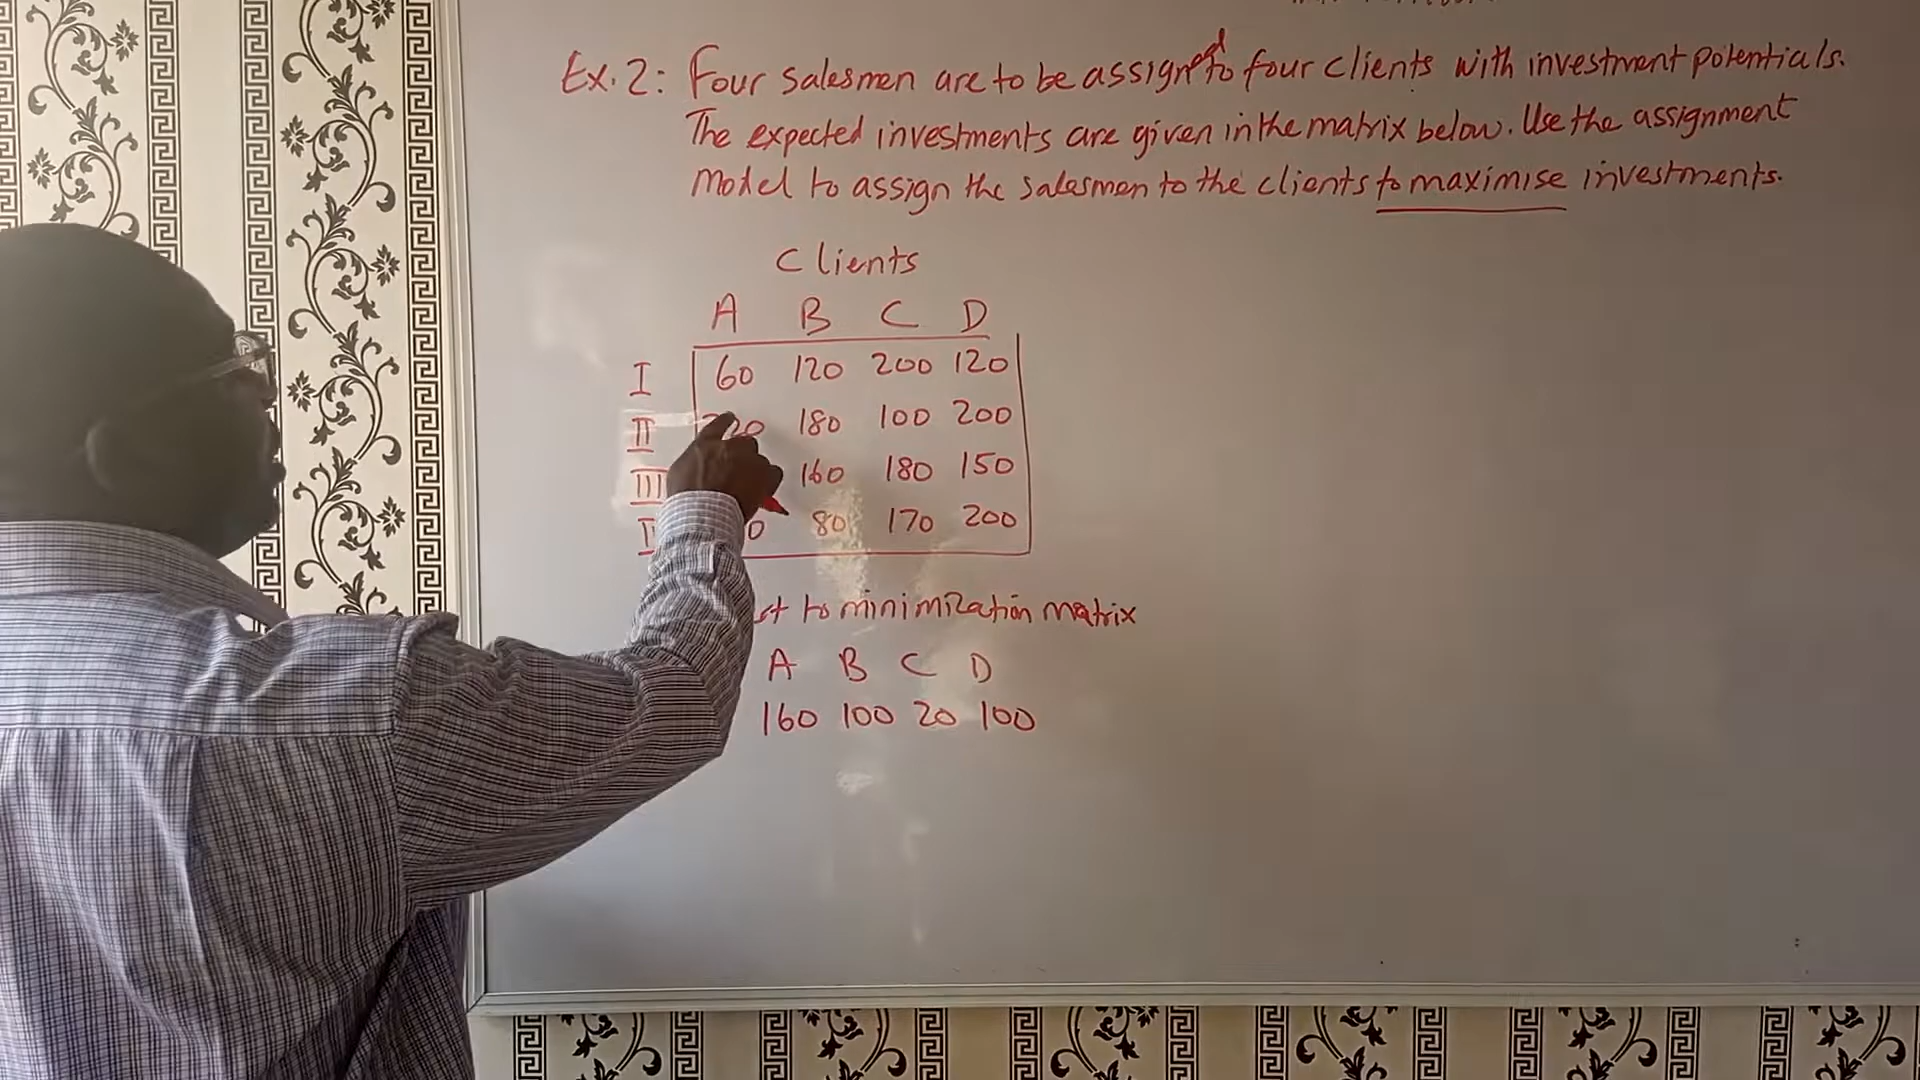 Ex.2: Four salesmen are to be assigned to four clients with investment potenticals.
The expected investments are given in the matrix below. Use the assignment
Model to assign the salesmen to the clients to maximise investments.
Clients
A B C D
I 60 120 200 120
II 180 100 200
III 160 180 150
80 170 200
to minimization matrix
A B C D
160 100 20 100